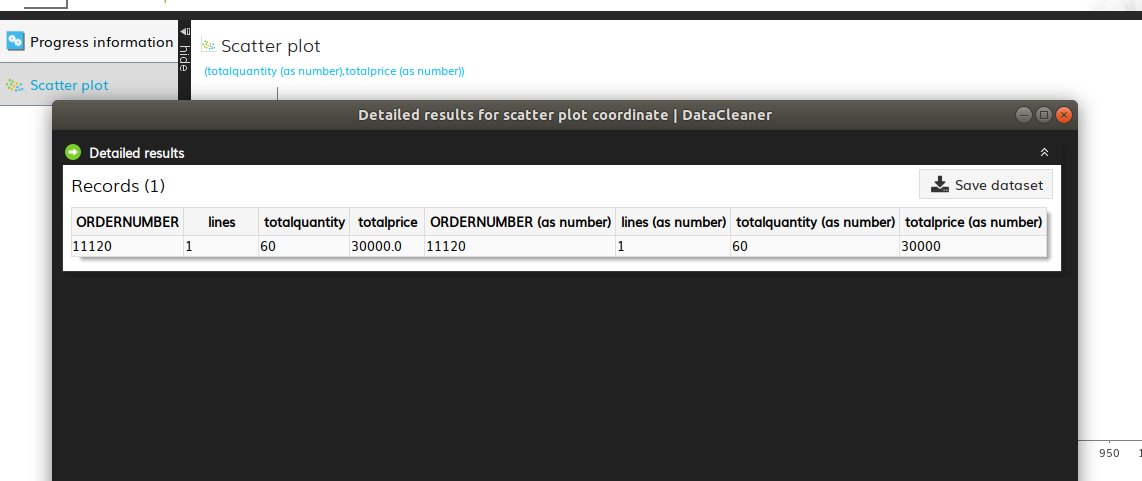 Progress information
Scatter plot
hide
Scatter plot
(totalquantity (as number),totalprice (as number))
Detailed results for scatter plot coordinate | DataCleaner
Detailed results
Records (1)
Save dataset
ORDERNUMBER lines totalquantity totalprice ORDERNUMBER (as number) lines (as number) totalquantity (as number) totalprice (as number)
11120 1 60 30000.0 11120 1 60 30000
950